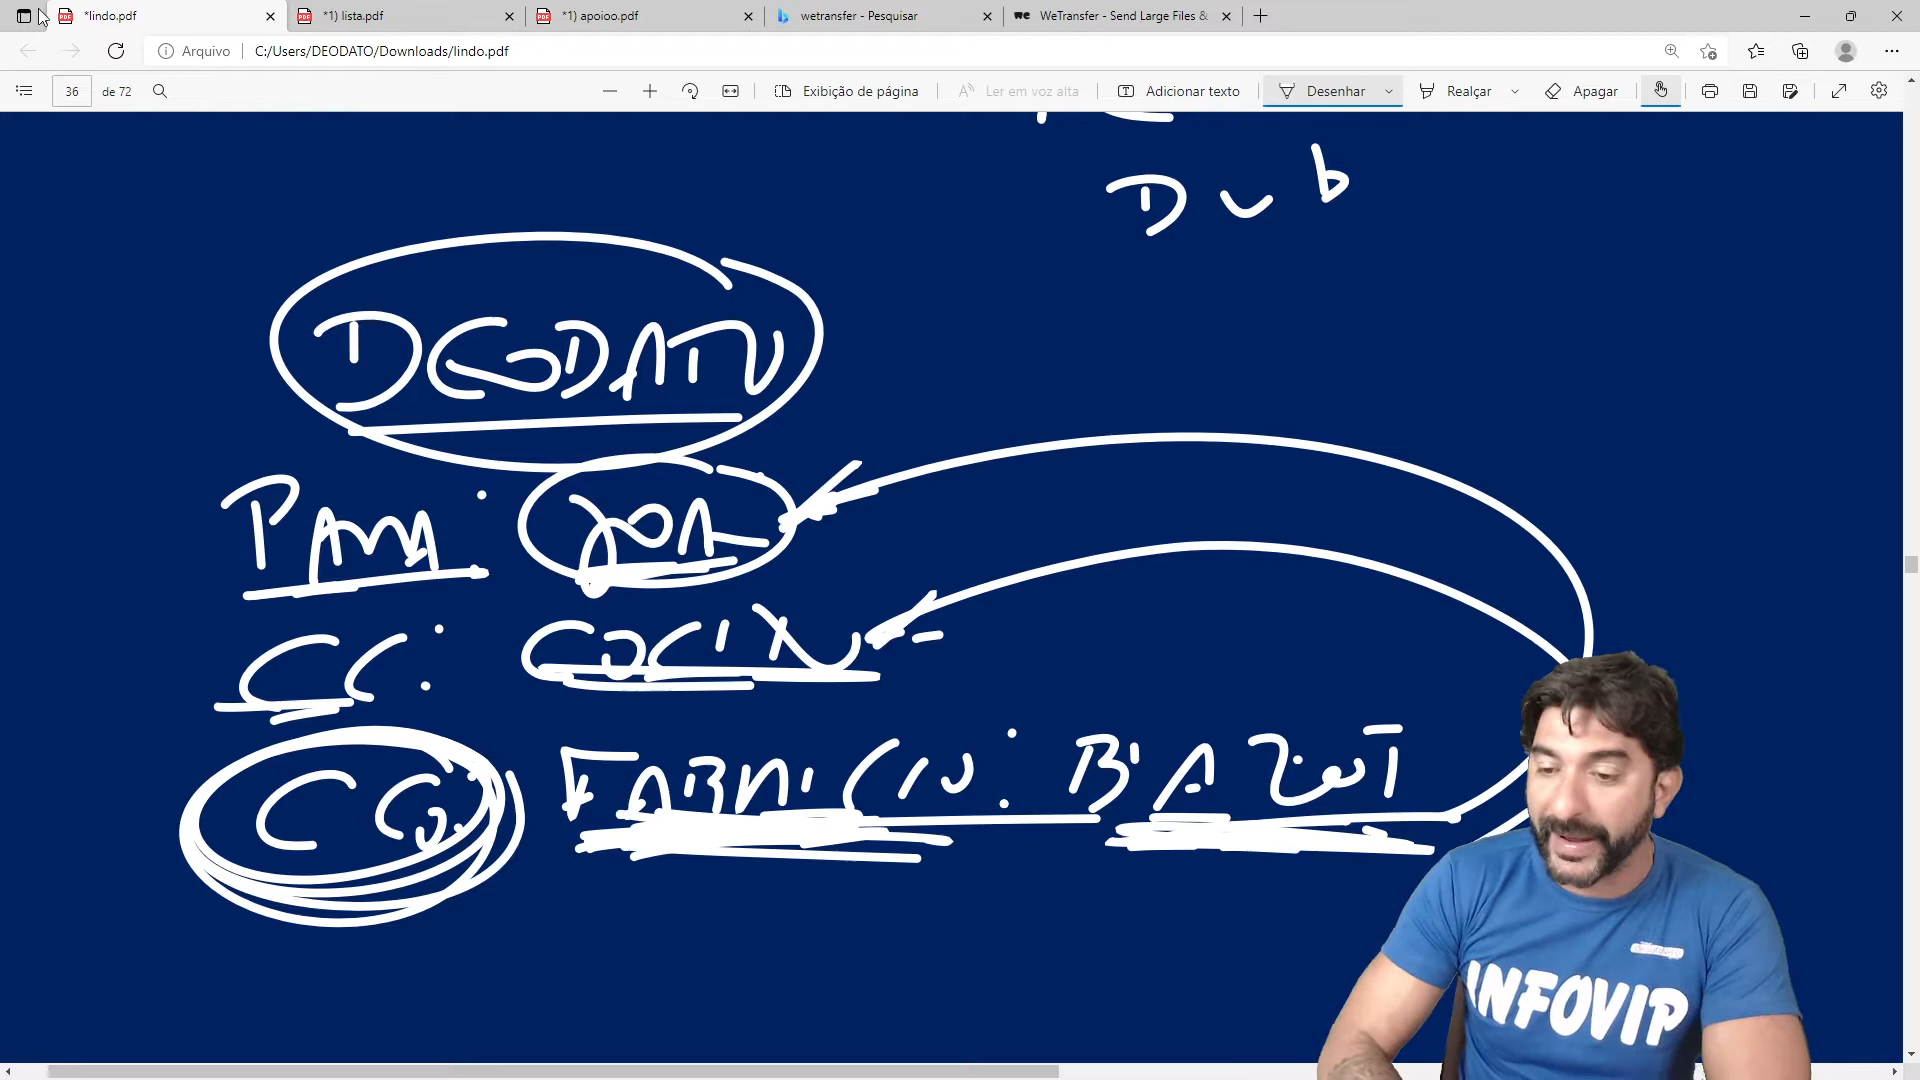 *lindo.pdf
*1) lista.pdf
*1) apoioo.pdf
wetransfer - Pesquisar
WeTransfer - Send Large Files &
Arquivo
C:/Users/DEODATO/Downloads/lindo.pdf
36 de 72
Exibição de página
Ler em voz alta
Adicionar texto
Desenhar
Realçar
Apagar
D
b
DEODATO
PARA:
CC:
CCO: FABRICIO:
INFOVIP